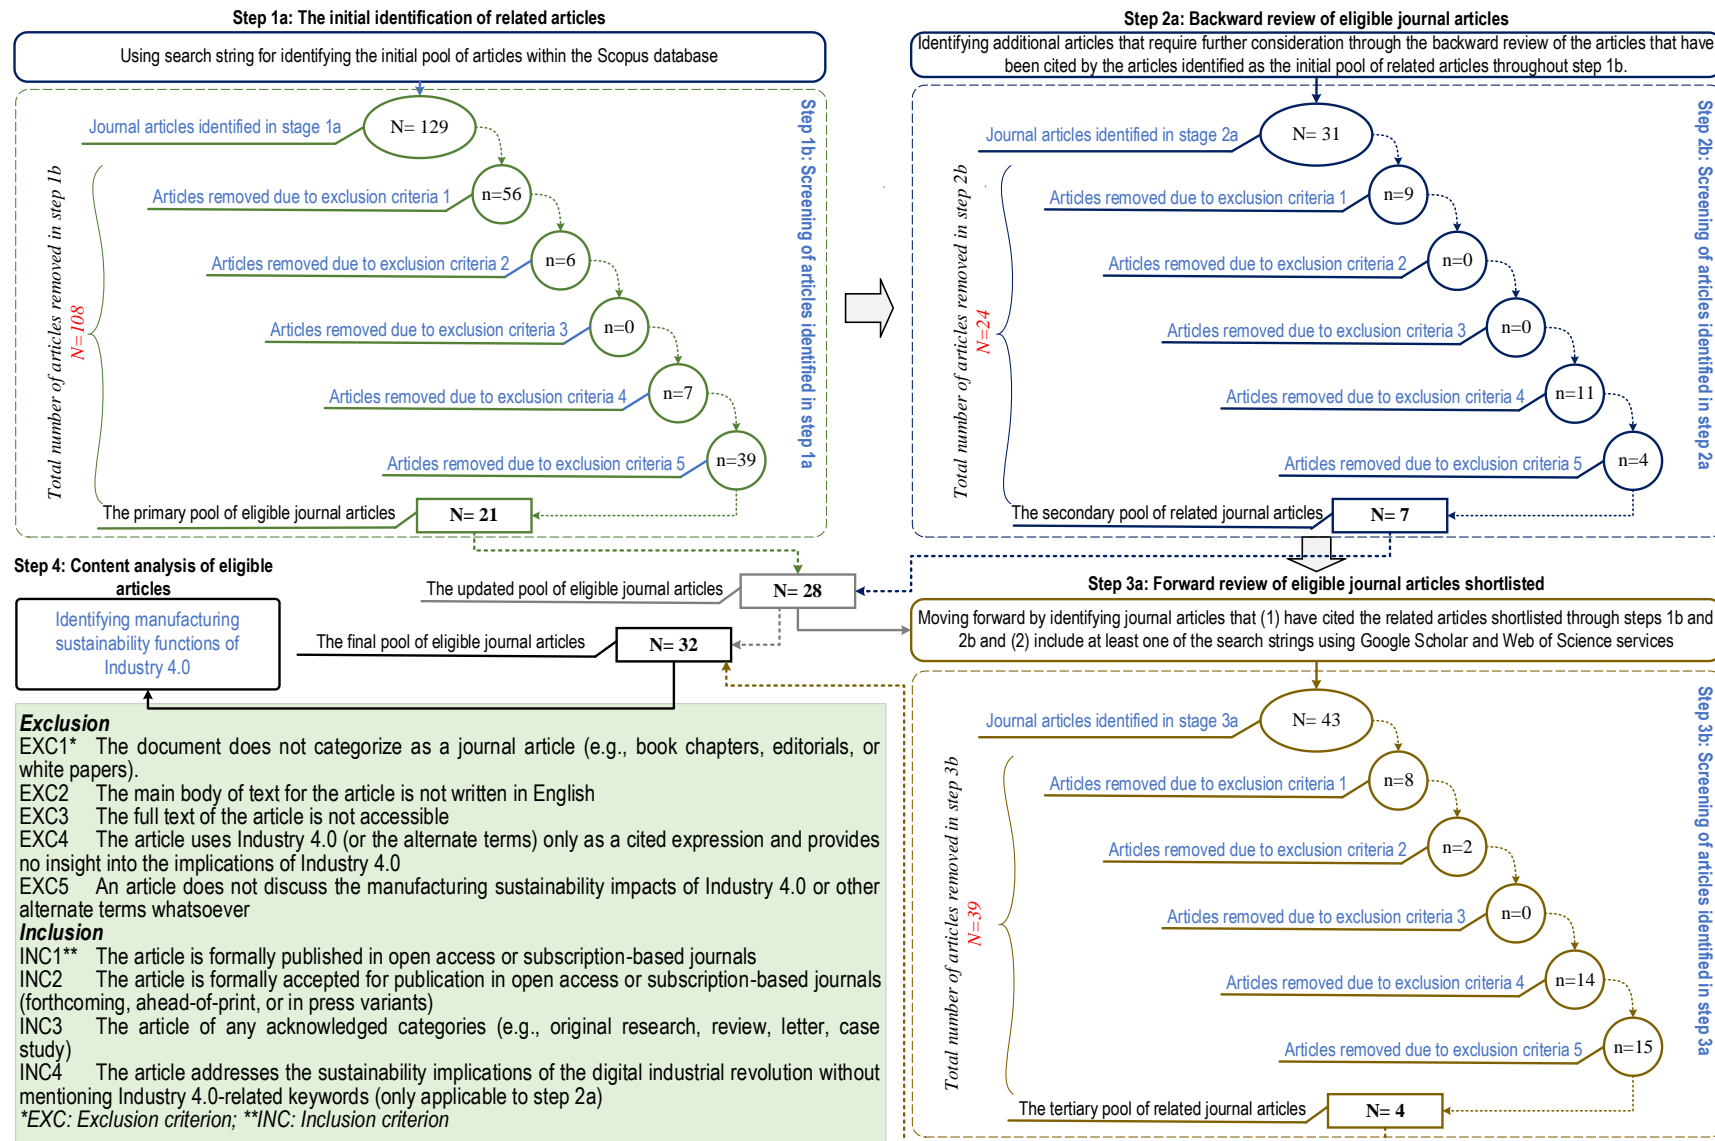 Step 1a: The initial identification of related articles
Using search string for identifying the initial pool of articles within the Scopus database
Journal articles identified in stage 1a
N= 129
Articles removed due to exclusion criteria 1
n=56
Articles removed due to exclusion criteria 2
n=6
Articles removed due to exclusion criteria 3
n=0
Articles removed due to exclusion criteria 4
n=7
Articles removed due to exclusion criteria 5
n=39
The primary pool of eligible journal articles
N= 21
Total number of articles removed in step 1b
N=108
Step 1b: Screening of articles identified in step 1a
Step 2a: Backward review of eligible journal articles
Identifying additional articles that require further consideration through the backward review of the articles that have
been cited by the articles identified as the initial pool of related articles throughout step 1b.
Journal articles identified in stage 2a
N= 31
Articles removed due to exclusion criteria 1
n=9
Articles removed due to exclusion criteria 2
n=0
Articles removed due to exclusion criteria 3
n=0
Articles removed due to exclusion criteria 4
n=11
Articles removed due to exclusion criteria 5
n=4
The secondary pool of related journal articles
N= 7
Total number of articles removed in step 2b
N=24
Step 2b: Screening of articles identified in step 2a
The updated pool of eligible journal articles
N= 28
Step 3a: Forward review of eligible journal articles shortlisted
Moving forward by identifying journal articles that (1) have cited the related articles shortlisted through steps 1b and
2b and (2) include at least one of the search strings using Google Scholar and Web of Science services
Journal articles identified in stage 3a
N= 43
Articles removed due to exclusion criteria 1
n=8
Articles removed due to exclusion criteria 2
n=2
Articles removed due to exclusion criteria 3
n=0
Articles removed due to exclusion criteria 4
n=14
Articles removed due to exclusion criteria 5
n=15
The tertiary pool of related journal articles
N= 4
Total number of articles removed in step 3b
N=39
Step 3b: Screening of articles identified in step 3a
The final pool of eligible journal articles
N= 32
Step 4: Content analysis of eligible
articles
Identifying manufacturing
sustainability functions of
Industry 4.0
Exclusion
EXC1* The document does not categorize as a journal article (e.g., book chapters, editorials, or
white papers).
EXC2 The main body of text for the article is not written in English
EXC3 The full text of the article is not accessible
EXC4 The article uses Industry 4.0 (or the alternate terms) only as a cited expression and provides
no insight into the implications of Industry 4.0
EXC5 An article does not discuss the manufacturing sustainability impacts of Industry 4.0 or other
alternate terms whatsoever
Inclusion
INC1** The article is formally published in open access or subscription-based journals
INC2 The article is formally accepted for publication in open access or subscription-based journals
(forthcoming, ahead-of-print, or in press variants)
INC3 The article of any acknowledged categories (e.g., original research, review, letter, case
study)
INC4 The article addresses the sustainability implications of the digital industrial revolution without
mentioning Industry 4.0-related keywords (only applicable to step 2a)
*EXC: Exclusion criterion; **INC: Inclusion criterion